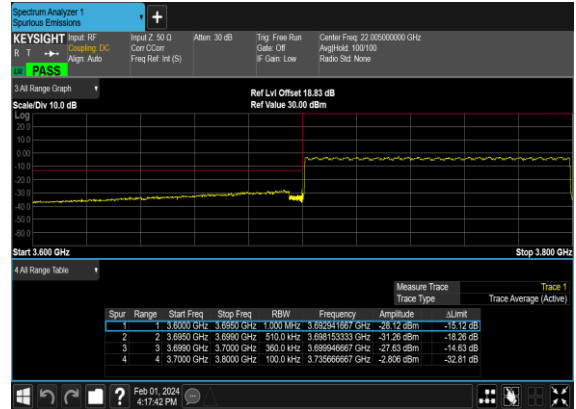 Spectrum Analyzer 1
Spurious Emissions
+
KEYSIGHT Input: RF Input Z: 50 Ω Atten: 30 dB Trig: Free Run Center Freq: 22.005000000 GHz
R T Coupling: DC Corr CCorr Gate: Off Avg|Hold: 100/100
Align: Auto Freq Ref: Int (S) IF Gain: Low Radio Std: None
LM PASS
3 All Range Graph
Ref Lvl Offset 18.83 dB
Scale/Div 10.0 dB Ref Value 30.00 dBm
Log
20.0
10.0
0.00
-10.0
-20.0
-30.0
-40.0
-50.0
-60.0
Start 3.600 GHz Stop 3.800 GHz
4 All Range Table
Measure Trace Trace 1
Trace Type Trace Average (Active)
Spur Range Start Freq Stop Freq RBW Frequency Amplitude ΔLimit
1 1 3.6000 GHz 3.6950 GHz 1.000 MHz 3.692941667 GHz -28.12 dBm -15.12 dB
2 2 3.6950 GHz 3.6990 GHz 510.0 kHz 3.698153333 GHz -31.26 dBm -18.26 dB
3 3 3.6990 GHz 3.7000 GHz 360.0 kHz 3.699946667 GHz -27.63 dBm -14.63 dB
4 4 3.7000 GHz 3.8000 GHz 100.0 kHz 3.735666667 GHz -2.806 dBm -32.81 dB
? Feb 01, 2024
4:17:42 PM